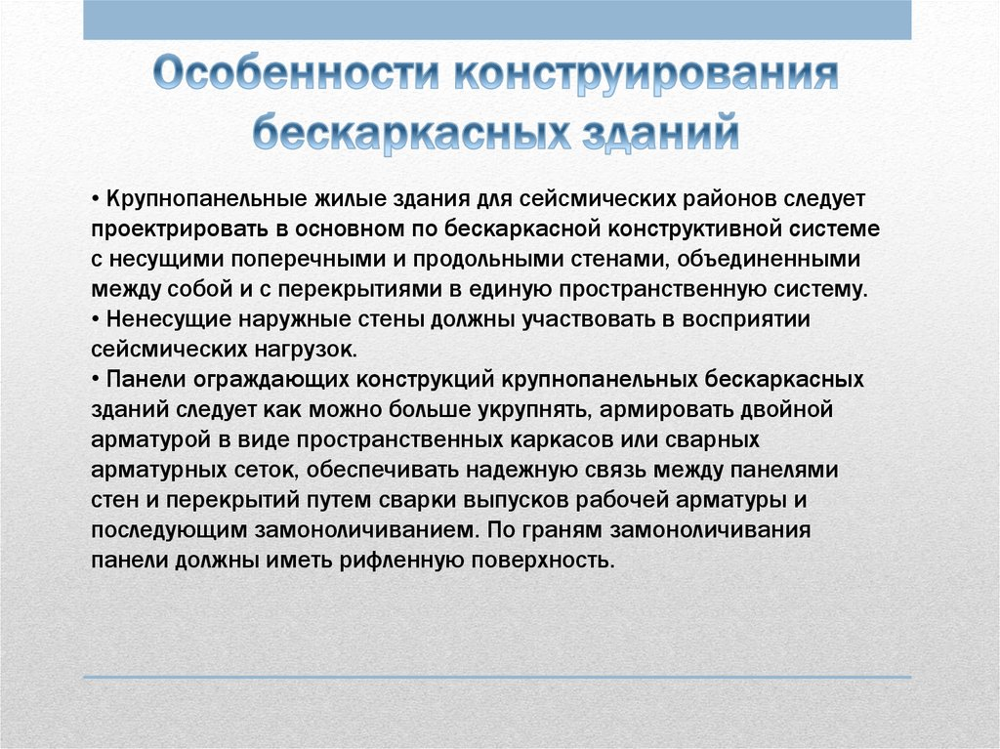 Особенности конструирования
бескаркасных зданий
• Крупнопанельные жилые здания для сейсмических районов следует
проектрировать в основном по бескаркасной конструктивной системе
с несущими поперечными и продольными стенами, объединенными
между собой и с перекрытиями в единую пространственную систему.
• Ненесущие наружные стены должны участвовать в восприятии
сейсмических нагрузок.
• Панели ограждающих конструкций крупнопанельных бескаркасных
зданий следует как можно больше укрупнять, армировать двойной
арматурой в виде пространственных каркасов или сварных
арматурных сеток, обеспечивать надежную связь между панелями
стен и перекрытий путем сварки выпусков рабочей арматуры и
последующим замоноличиванием. По граням замоноличивания
панели должны иметь рифленную поверхность.